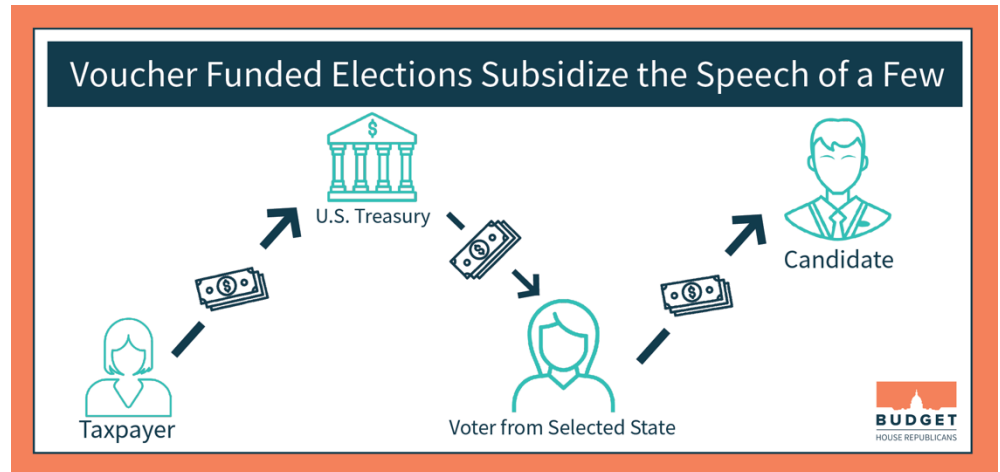 Voucher Funded Elections Subsidize the Speech of a Few
$
U.S. Treasury
$
$
$
Candidate
Taxpayer
Voter from Selected State
BUDGET
HOUSE REPUBLICANS